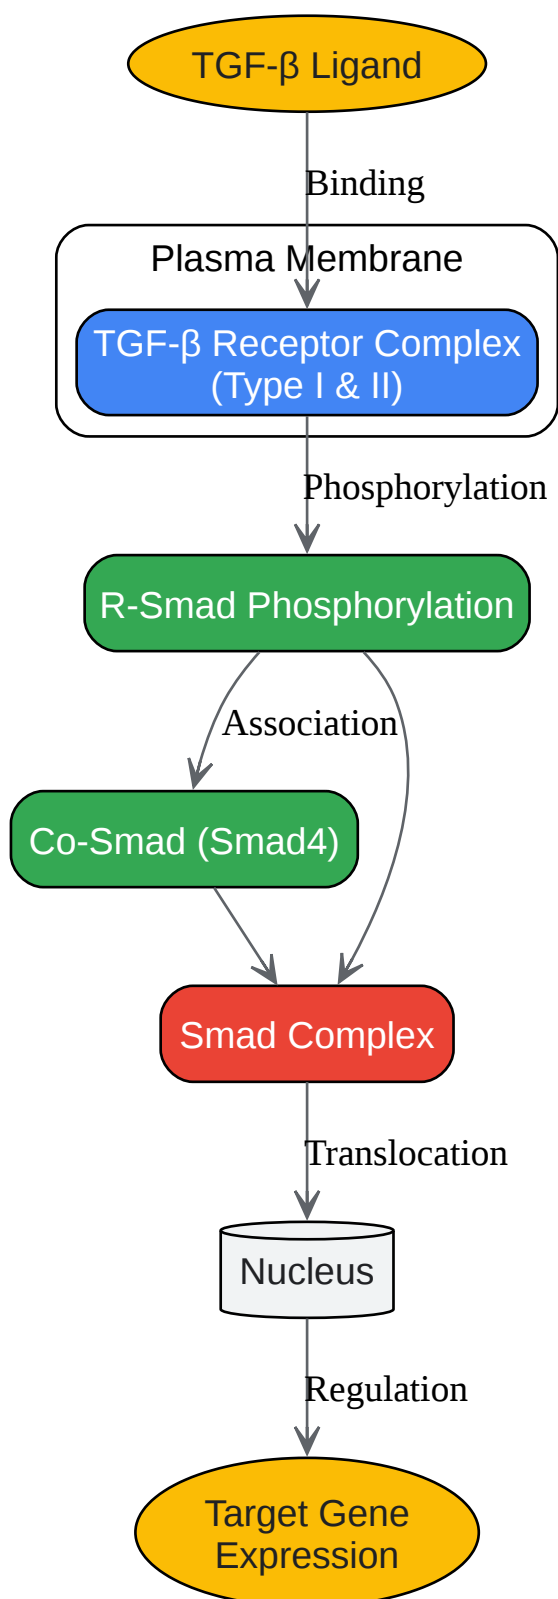 TGF-β Ligand
Binding
Plasma Membrane
TGF-β Receptor Complex
(Type I & II)
Phosphorylation
R-Smad Phosphorylation
Association
Co-Smad (Smad4)
Smad Complex
Translocation
Nucleus
Regulation
Target Gene
Expression